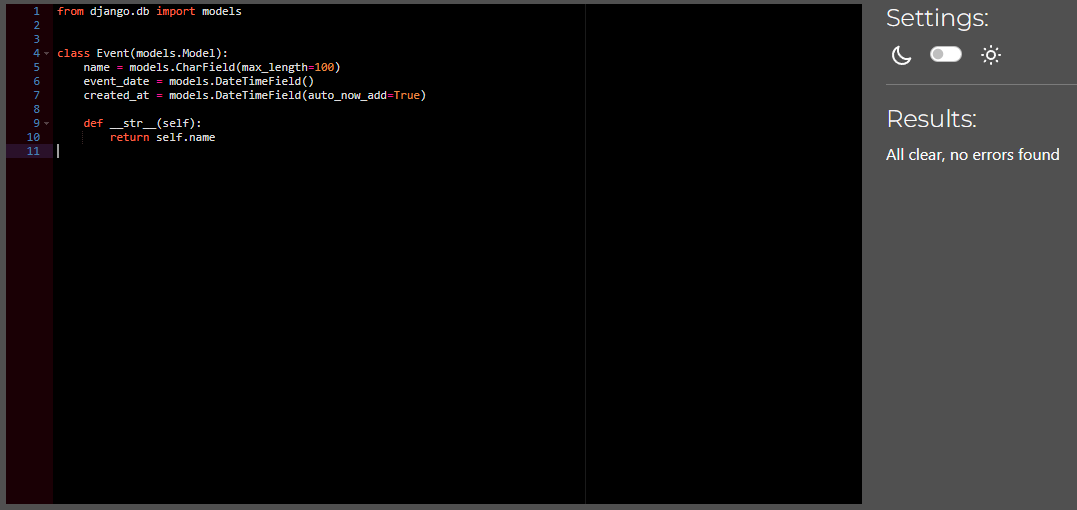 1 from django.db import models
2
3
4 class Event(models.Model):
5     name = models.CharField(max_length=100)
6     event_date = models.DateTimeField()
7     created_at = models.DateTimeField(auto_now_add=True)
8
9     def __str__(self):
10         return self.name
11
Settings:
Results:
All clear, no errors found